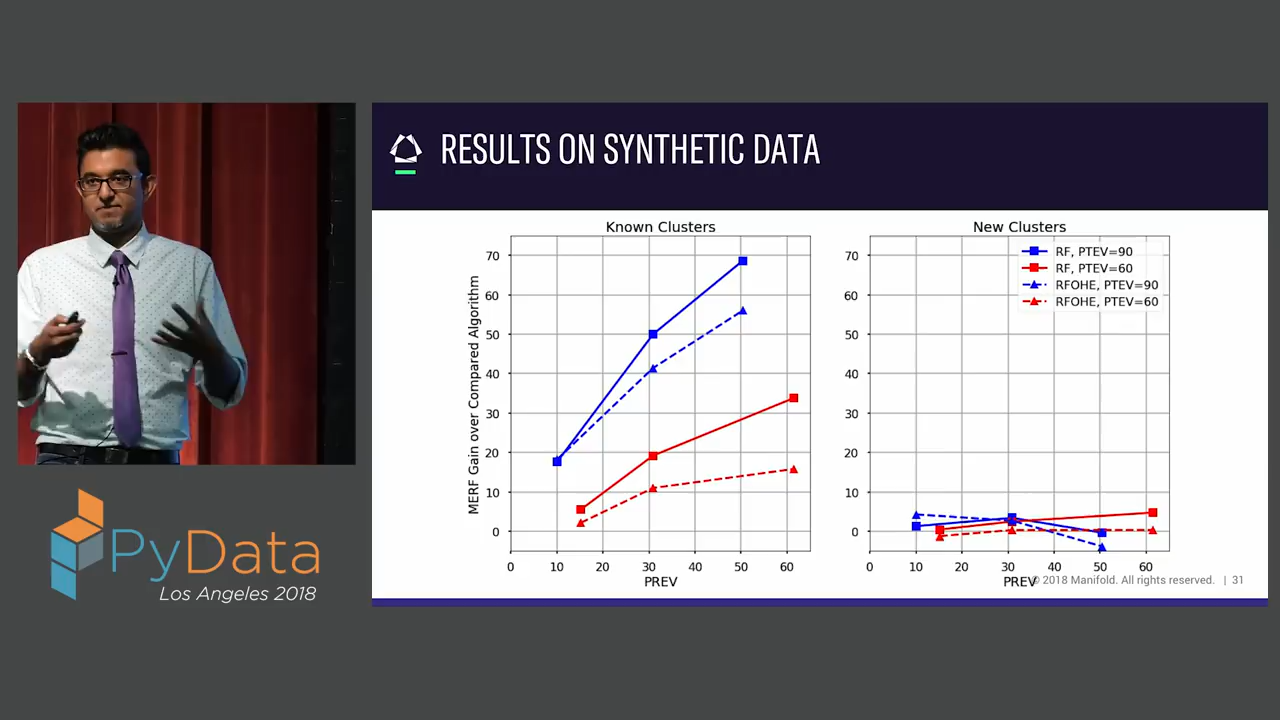 RESULTS ON SYNTHETIC DATA
Known Clusters
MERF Gain over Compared Algorithm
70
60
50
40
30
20
10
0
0 10 20 30 40 50 60
PREV
New Clusters
RF, PTEV=90
RF, PTEV=60
RFOHE, PTEV=90
RFOHE, PTEV=60
70
60
50
40
30
20
10
0
0 10 20 30 40 50 60
PREV
© 2018 Manifold. All rights reserved. | 31
PyData
Los Angeles 2018